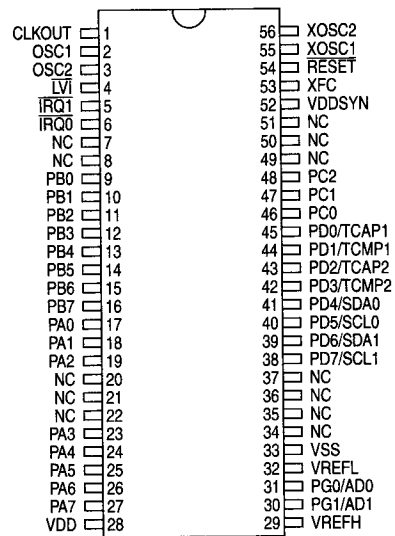 CLKOUT 1 56 XOSC2
OSC1 2 55 XOSC1
OSC2 3 54 RESET
LVI 4 53 XFC
IRQ1 5 52 VDDSYN
IRQ0 6 51 NC
NC 7 50 NC
NC 8 49 NC
PB0 9 48 PC2
PB1 10 47 PC1
PB2 11 46 PC0
PB3 12 45 PD0/TCAP1
PB4 13 44 PD1/TCMP1
PB5 14 43 PD2/TCAP2
PB6 15 42 PD3/TCMP2
PB7 16 41 PD4/SDA0
PA0 17 40 PD5/SCL0
PA1 18 39 PD6/SDA1
PA2 19 38 PD7/SCL1
NC 20 37 NC
NC 21 36 NC
NC 22 35 NC
PA3 23 34 NC
PA4 24 33 VSS
PA5 25 32 VREFL
PA6 26 31 PG0/AD0
PA7 27 30 PG1/AD1
VDD 28 29 VREFH